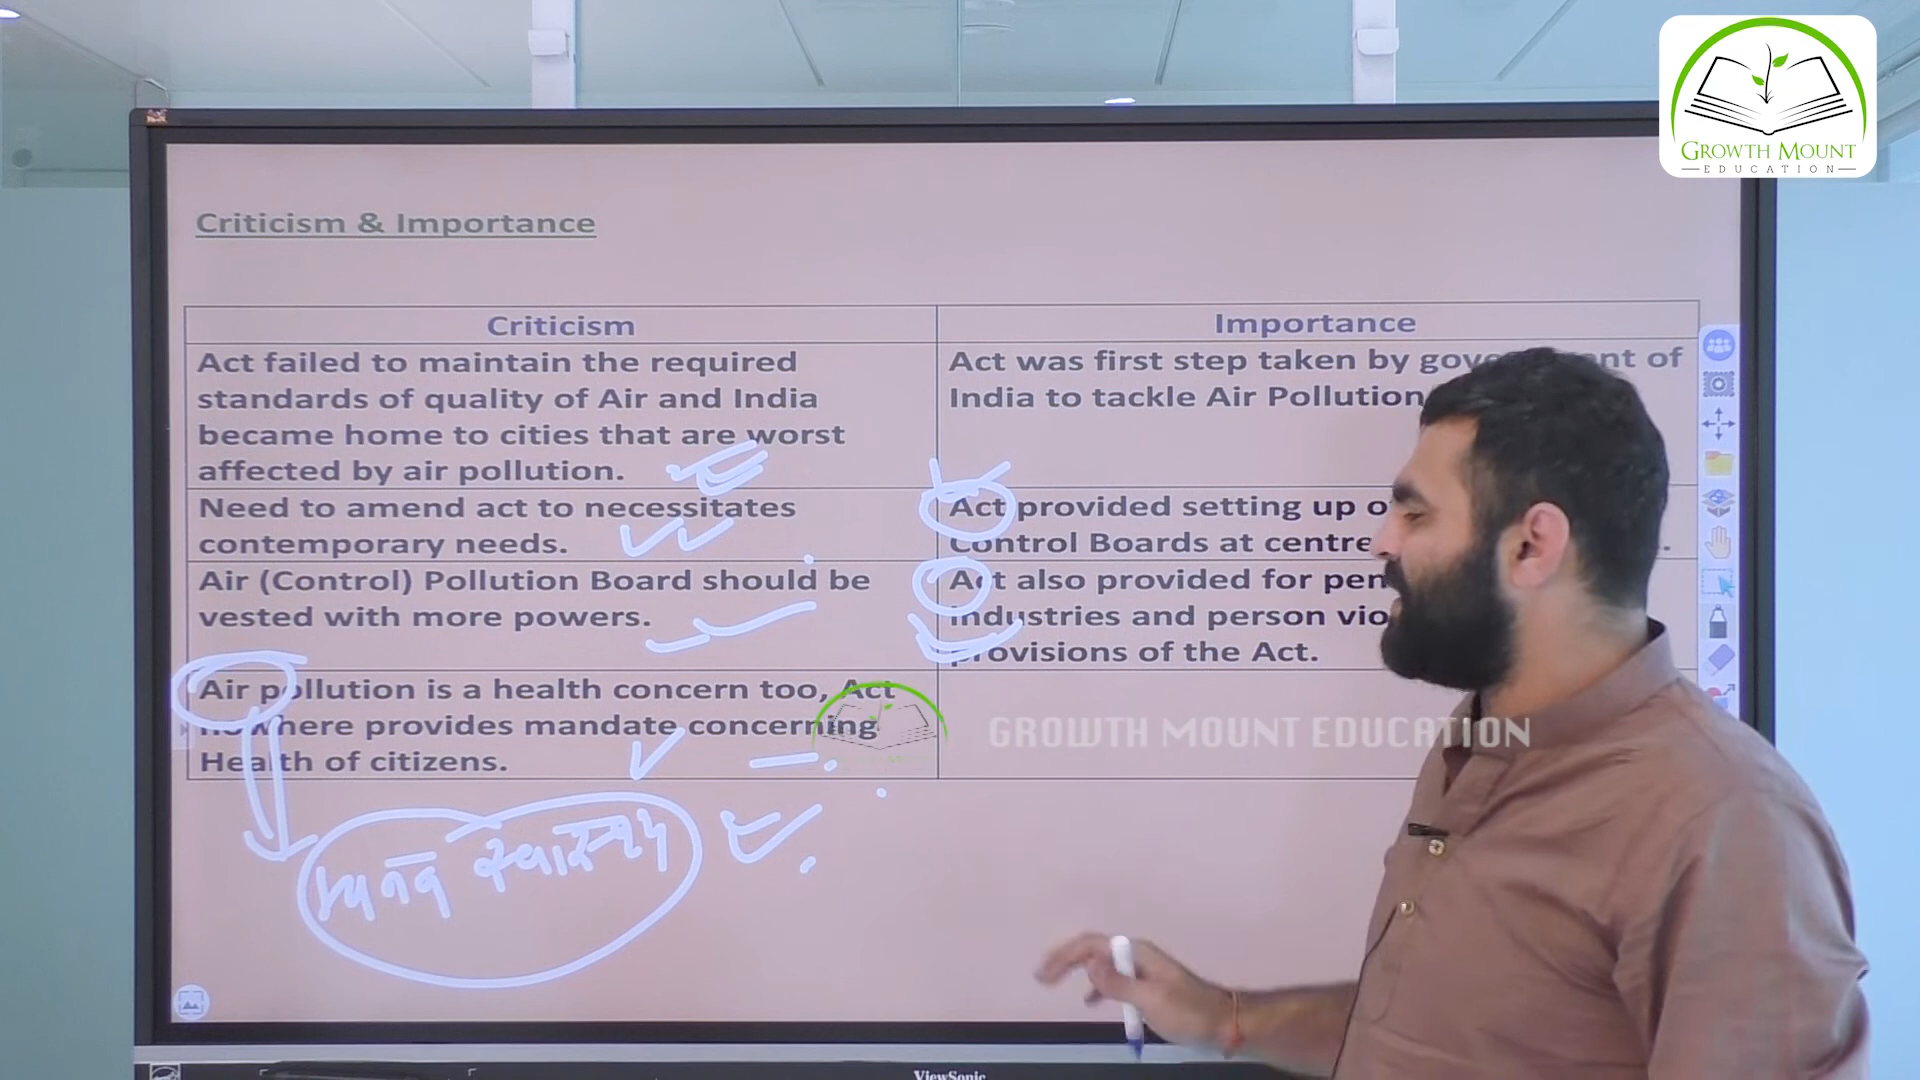 GROWTH MOUNT
EDUCATION
Criticism & Importance
Criticism
Importance
Act failed to maintain the required
standards of quality of Air and India
became home to cities that are worst
affected by air pollution.
Act was first step taken by of
India to tackle Air Pollution
Need to amend act to necessitates
contemporary needs.
Act provided setting up
Control Boards at centre
Air (Control) Pollution Board should be
vested with more powers.
Act also provided for
industries and person
provisions of the Act.
Air pollution is a health concern too, Act
nowhere provides mandate concerning
Health of citizens.
GROWTH MOUNT EDUCATION
मानव स्वास्थ्य
ViewSonic